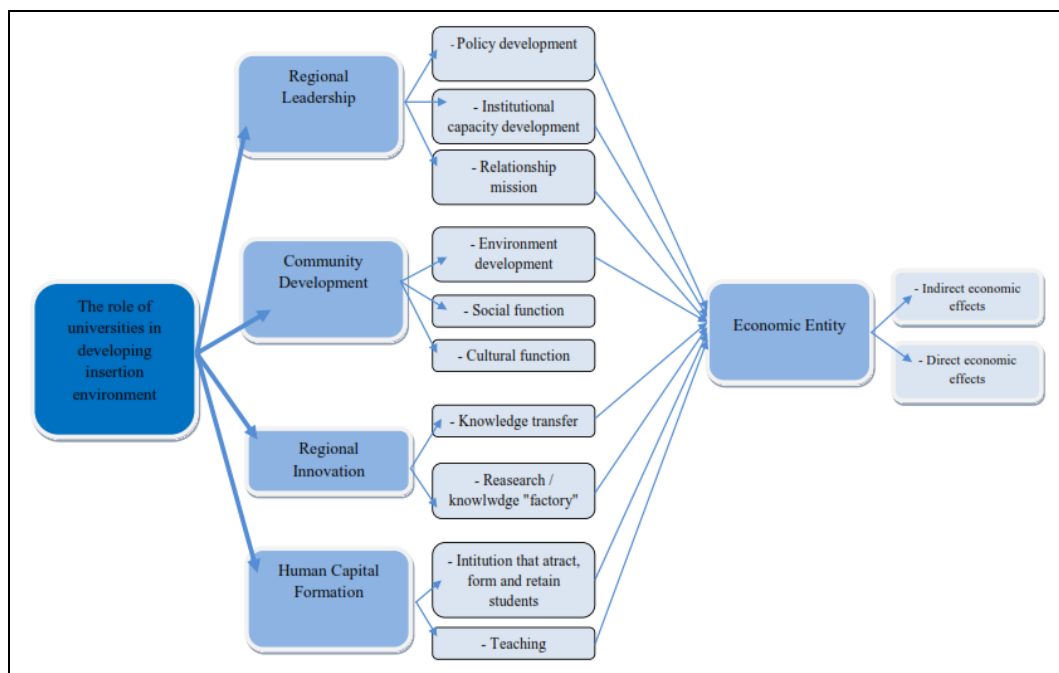 The role of
universities in
developing
insertion
environment
Regional
Leadership
Community
Development
Regional
Innovation
Human Capital
Formation
- Policy development
- Institutional
capacity development
- Relationship
mission
- Environment
development
- Social function
- Cultural function
- Knowledge transfer
- Reasearch /
knowlwdge "factory"
- Intitution that atract,
form and retain
students
- Teaching
Economic Entity
- Indirect economic
effects
- Direct economic
effects